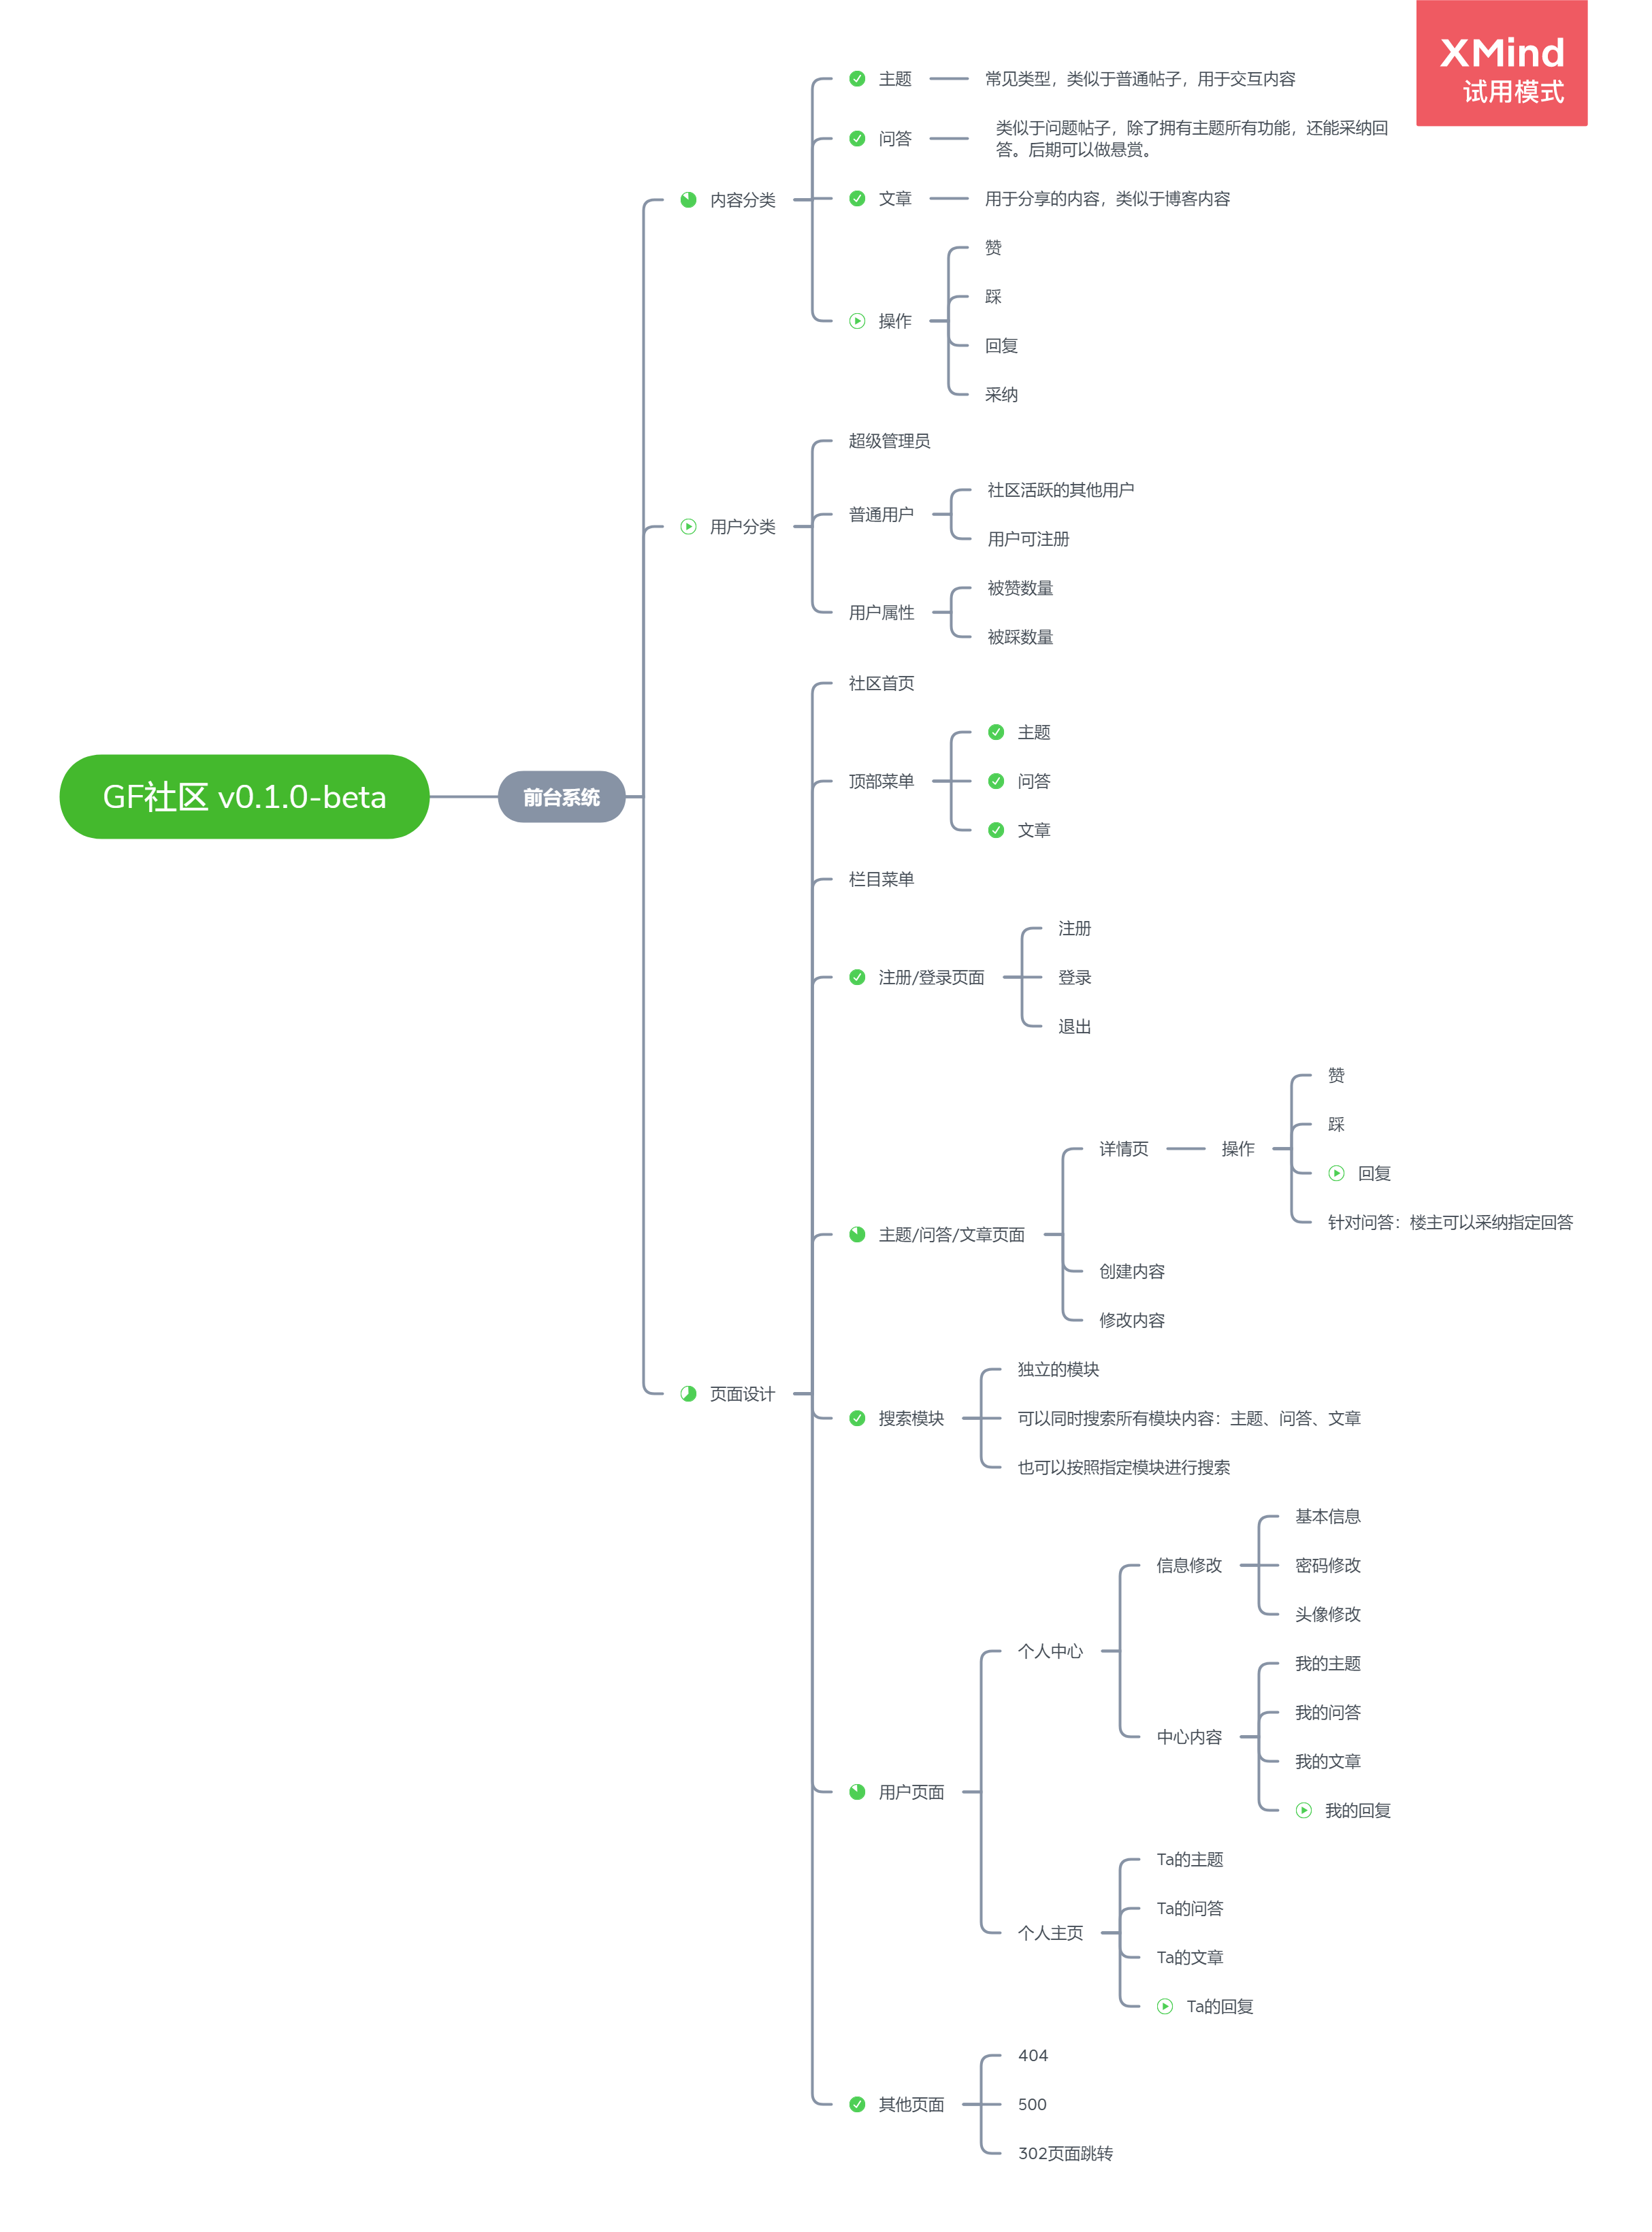 XMind
试用模式
主题
常见类型，类似于普通帖子，用于交互内容
问答
类似于问题帖子，除了拥有主题所有功能，还能采纳回
答。后期可以做悬赏。
内容分类
文章
用于分享的内容，类似于博客内容
操作
赞
踩
回复
采纳
用户分类
超级管理员
普通用户
社区活跃的其他用户
用户可注册
用户属性
被赞数量
被踩数量
GF社区 v0.1.0-beta
前台系统
页面设计
社区首页
顶部菜单
主题
问答
文章
栏目菜单
注册/登录页面
注册
登录
退出
主题/问答/文章页面
详情页
操作
赞
踩
回复
针对问答：楼主可以采纳指定回答
创建内容
修改内容
搜索模块
独立的模块
可以同时搜索所有模块内容：主题、问答、文章
也可以按照指定模块进行搜索
用户页面
个人中心
信息修改
基本信息
密码修改
头像修改
中心内容
我的主题
我的问答
我的文章
我的回复
个人主页
Ta的主题
Ta的问答
Ta的文章
Ta的回复
其他页面
404
500
302页面跳转